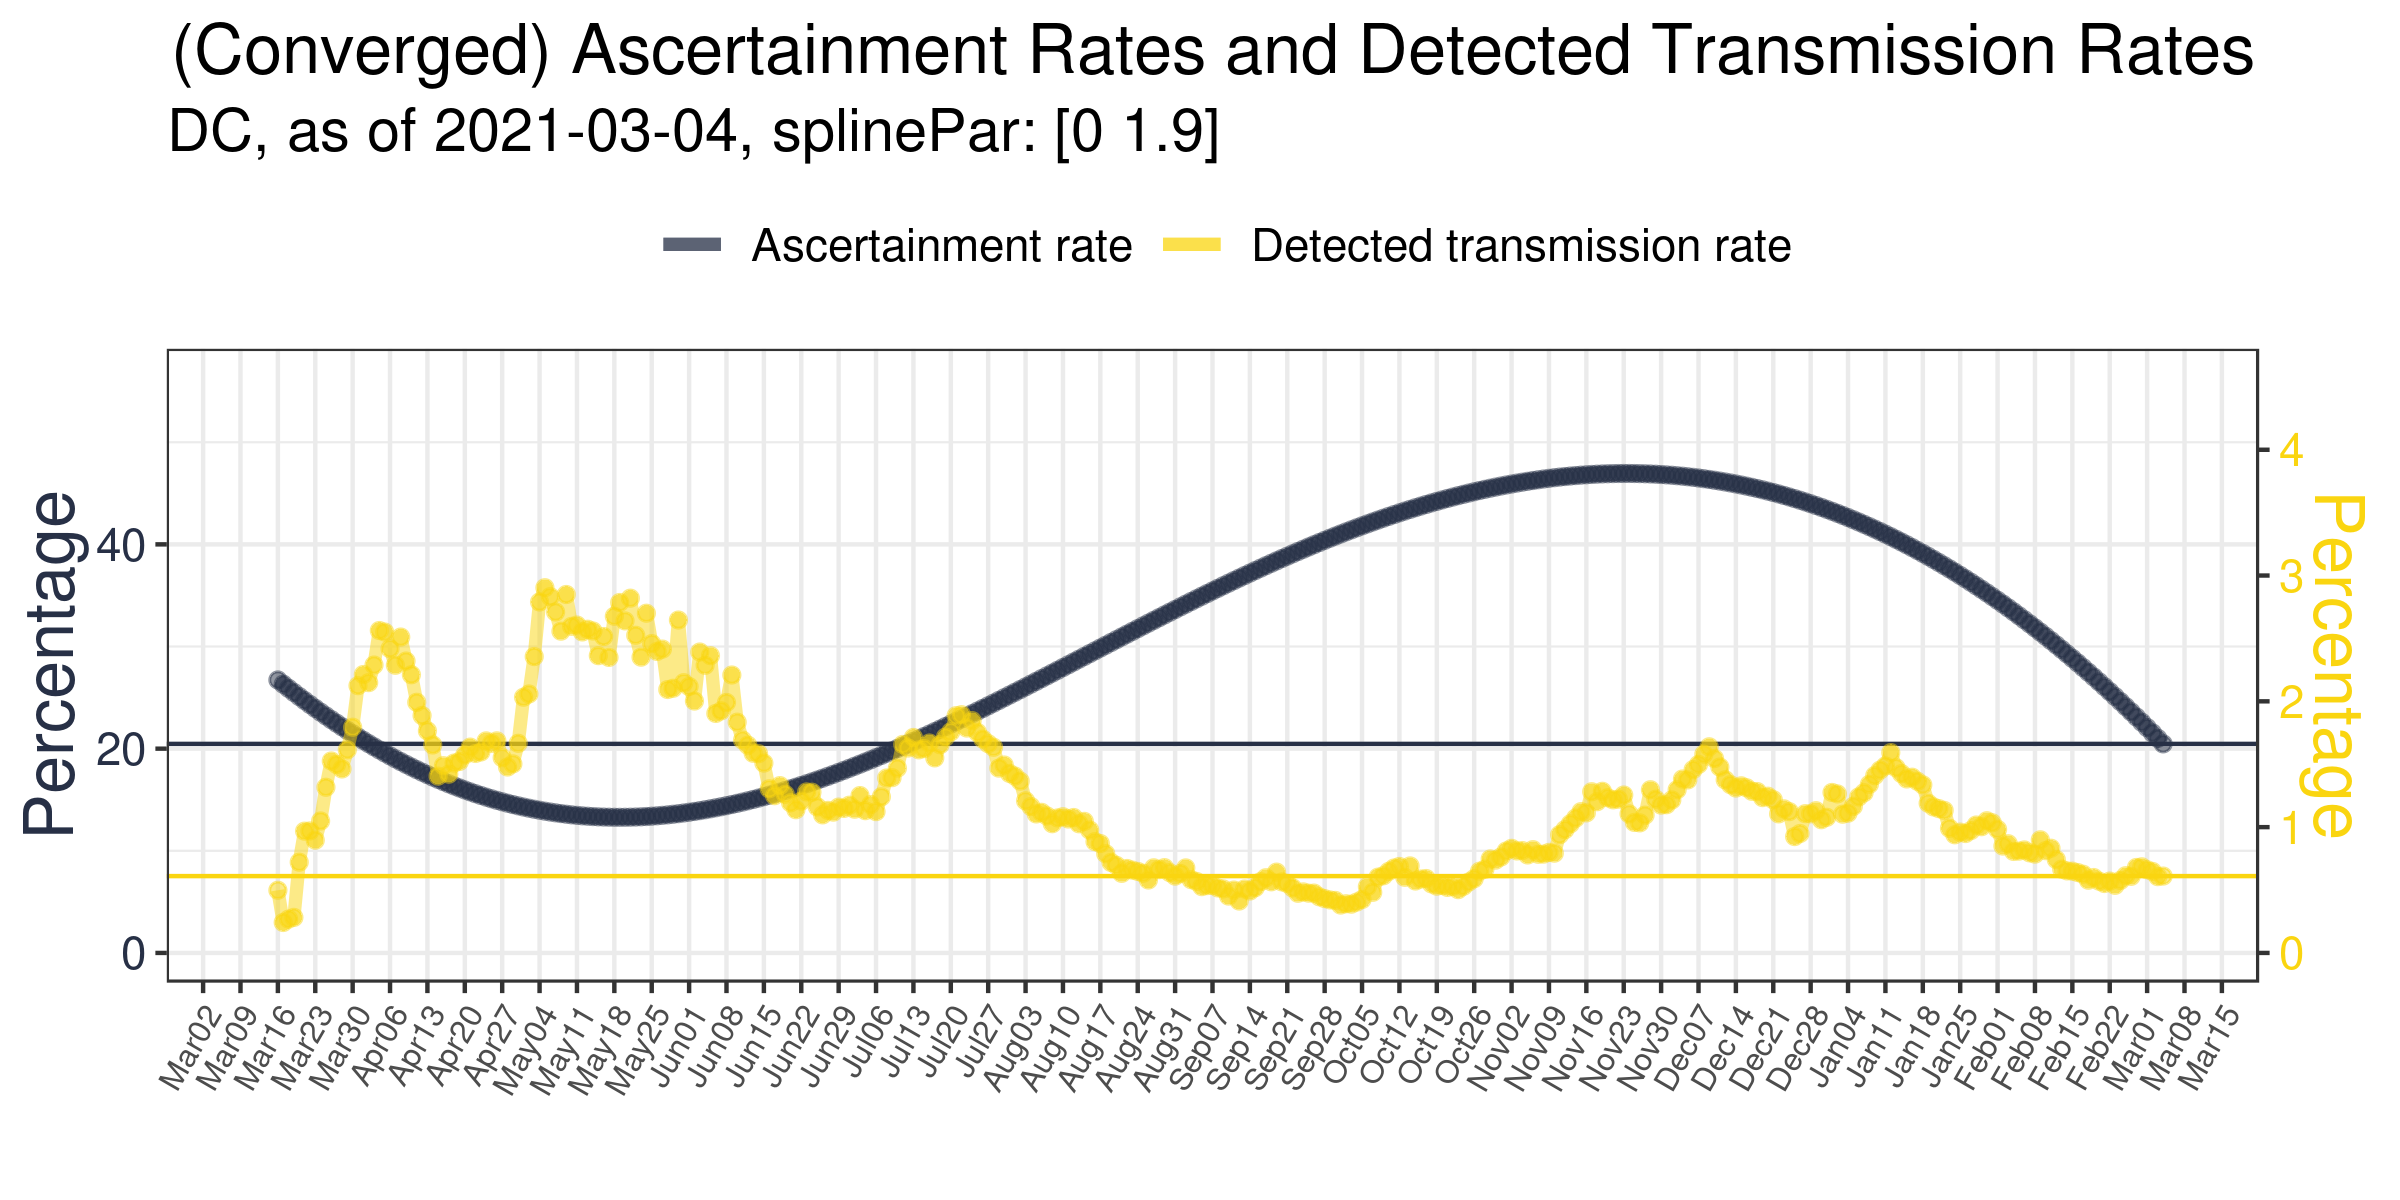 (Converged) Ascertainment Rates and Detected Transmission Rates
DC, as of 2021-03-04, splinePar: [0 1.9]
Ascertainment rate Detected transmission rate
Percentage
40
20
0
4
3
2
1
0
Percentage
Mar02 Mar09 Mar16 Mar23 Mar30 Apr06 Apr13 Apr20 Apr27 May04 May11 May18 May25 Jun01 Jun08 Jun15 Jun22 Jun29 Jul06 Jul13 Jul20 Jul27 Aug03 Aug10 Aug17 Aug24 Aug31 Sep07 Sep14 Sep21 Sep28 Oct05 Oct12 Oct19 Oct26 Nov02 Nov09 Nov16 Nov23 Nov30 Dec07 Dec14 Dec21 Dec28 Jan04 Jan11 Jan18 Jan25 Feb01 Feb08 Feb15 Feb22 Mar01 Mar08 Mar15